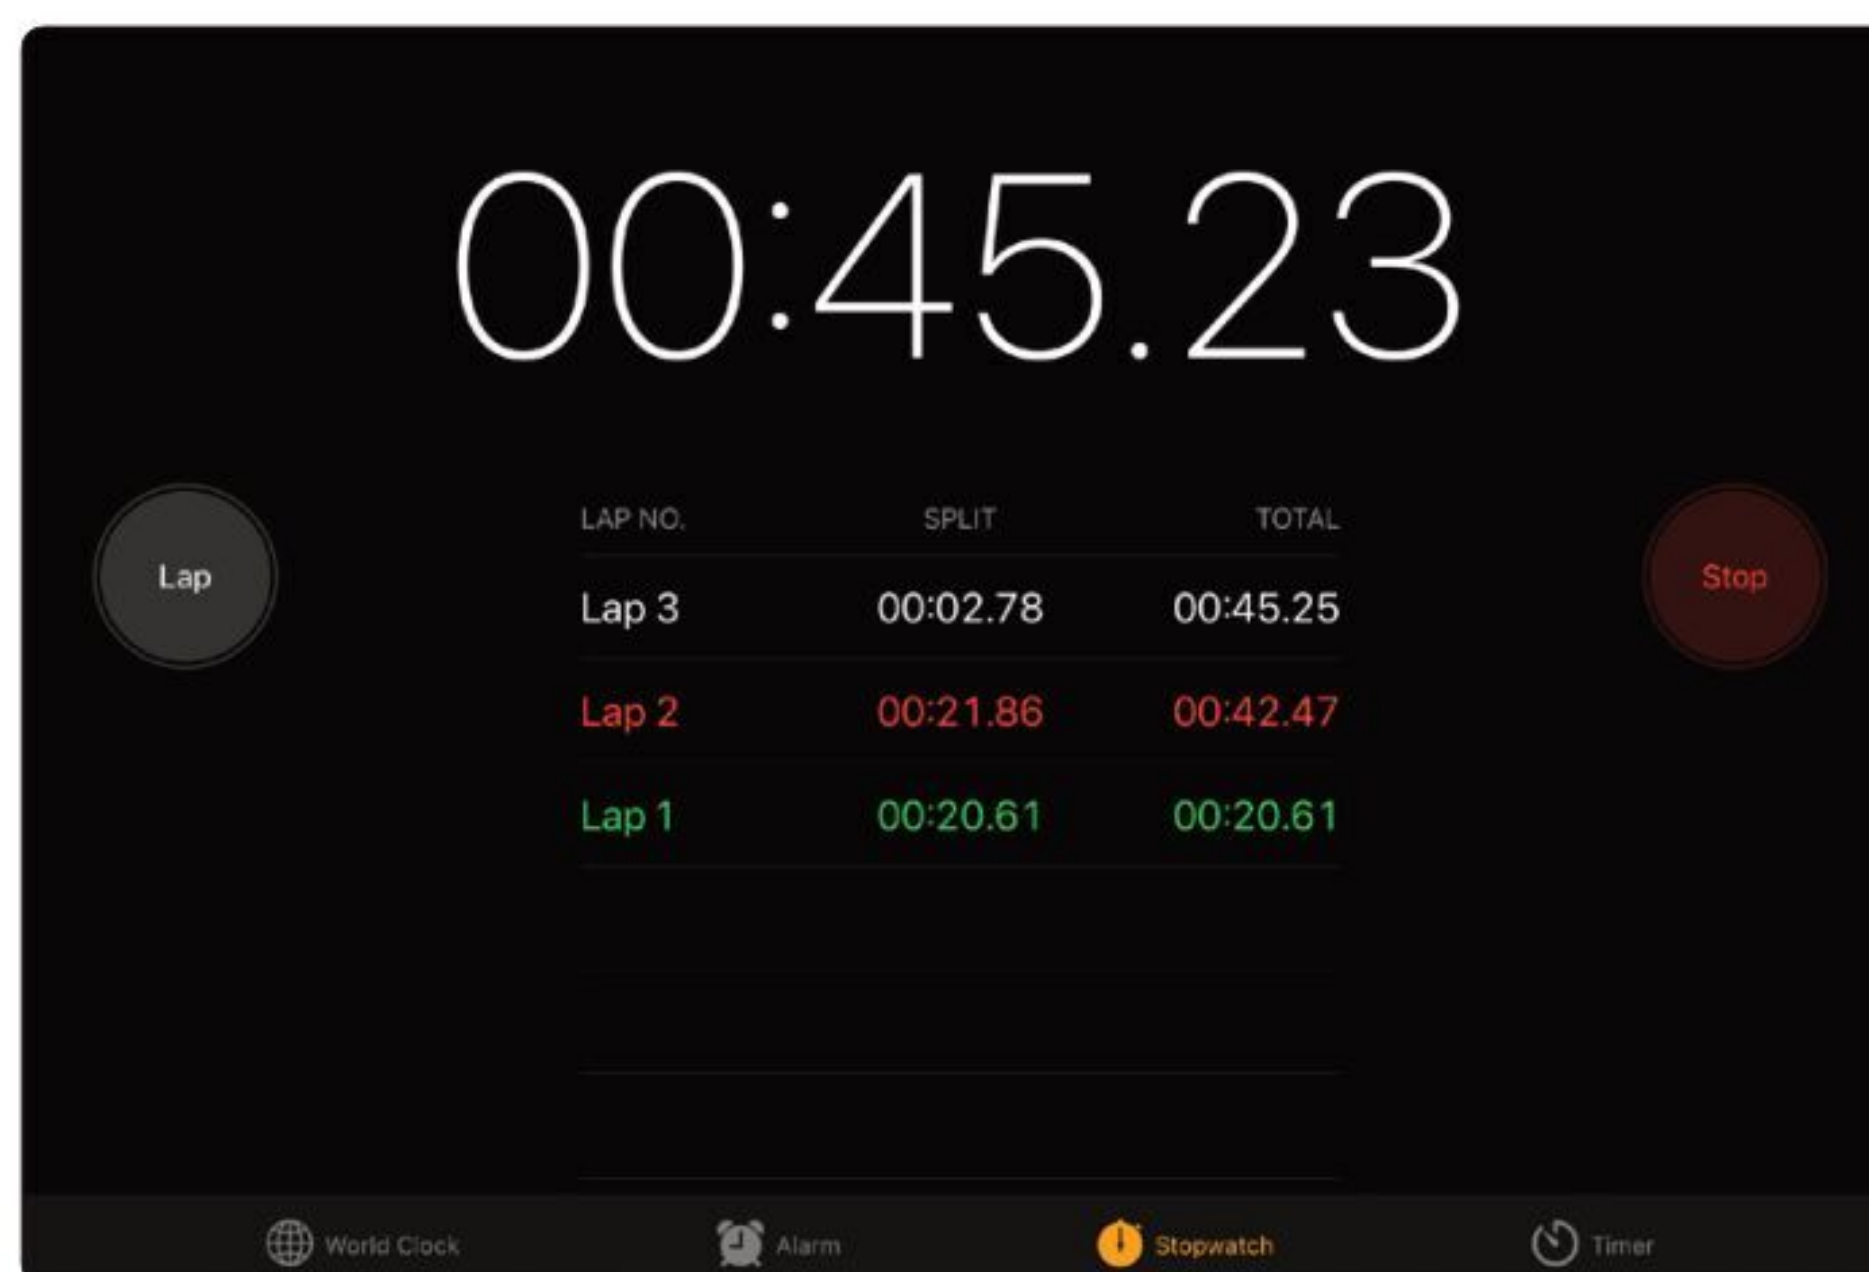 00:45.23
LAP NO. SPLIT TOTAL
Lap Stop
Lap 3 00:02.78 00:45.25
Lap 2 00:21.86 00:42.47
Lap 1 00:20.61 00:20.61
World Clock Alarm Stopwatch Timer